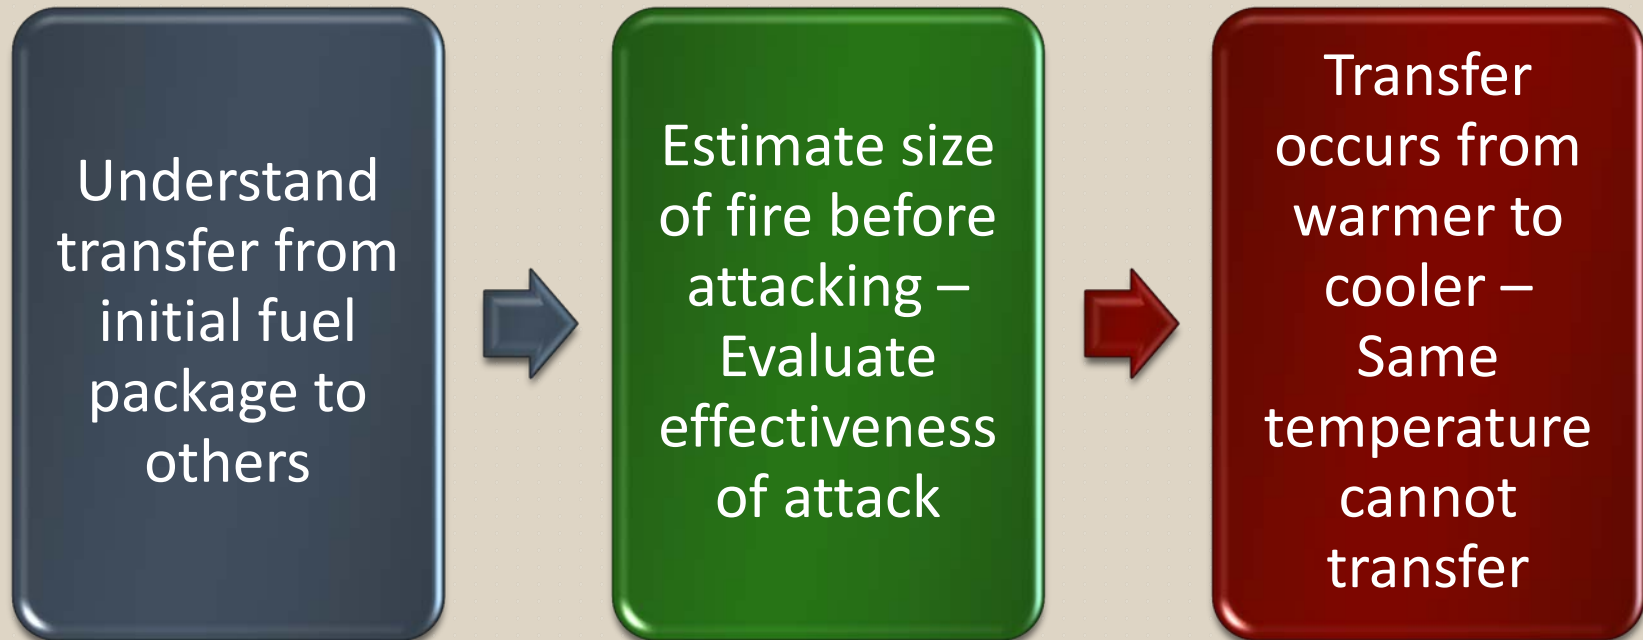 Understand
transfer from
initial fuel
package to
others
Estimate size
of fire before
attacking –
Evaluate
effectiveness
of attack
Transfer
occurs from
warmer to
cooler –
Same
temperature
cannot
transfer